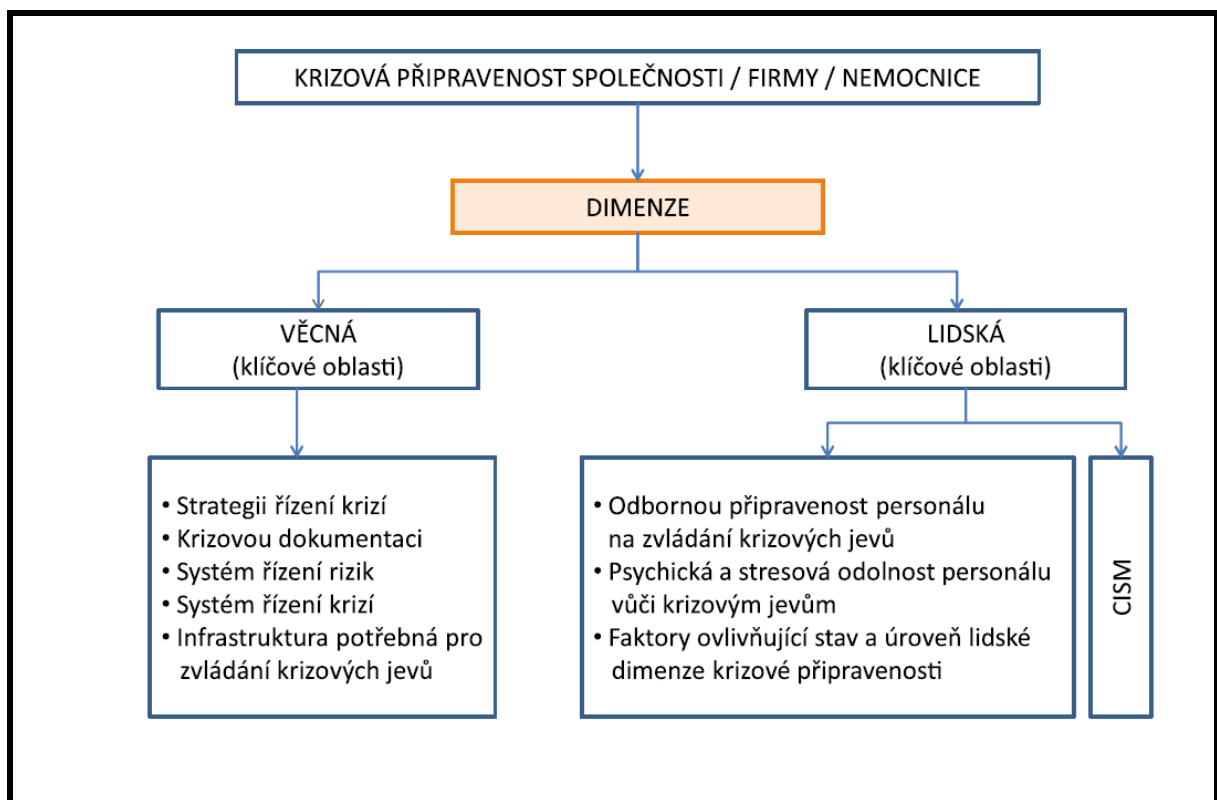 KRIZOVÁ PŘIPRAVENOST SPOLEČNOSTI / FIRMY / NEMOCNICE
DIMENZE
VĚCNÁ
(klíčové oblasti)
LIDSKÁ
(klíčové oblasti)
• Strategii řízení krizí
• Krizovou dokumentaci
• Systém řízení rizik
• Systém řízení krizí
• Infrastruktura potřebná pro
zvládání krizových jevů
• Odbornou připravenost personálu
na zvládání krizových jevů
• Psychická a stresová odolnost personálu
vůči krizovým jevům
• Faktory ovlivňující stav a úroveň lidské
dimenze krizové připravenosti
CISM